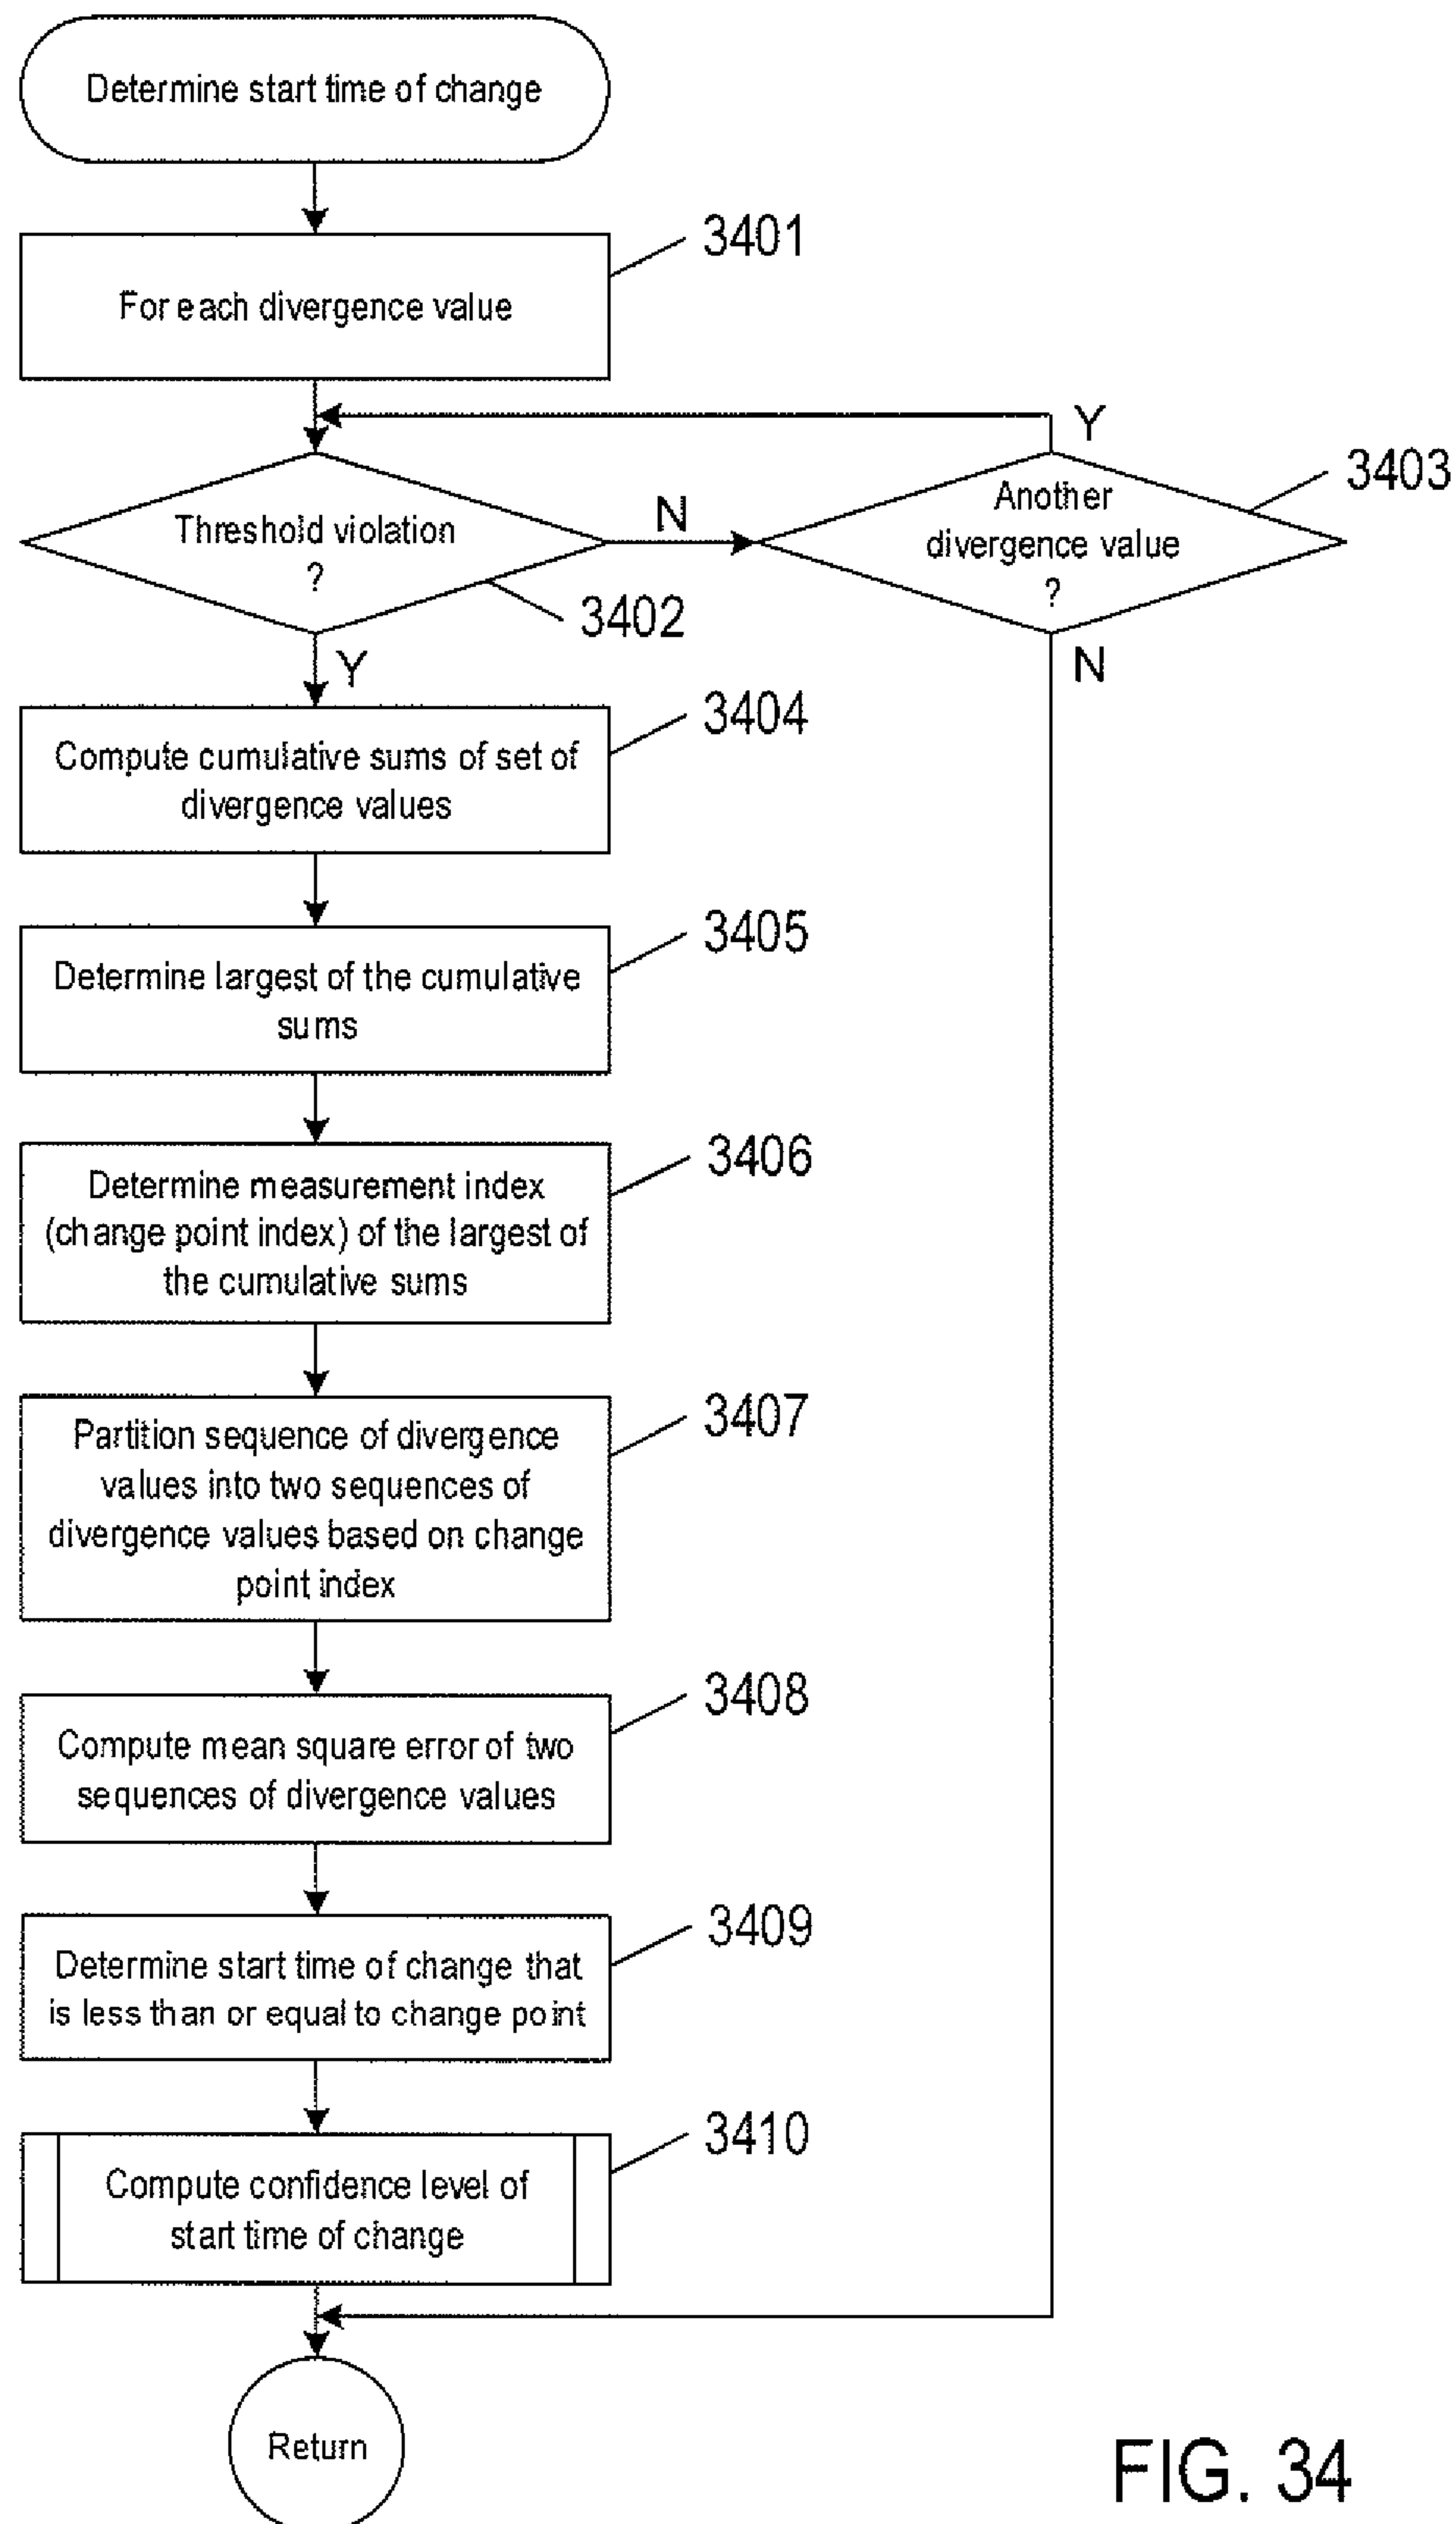 Determine start time of change
3401
For each divergence value
Y
3403
Another
divergence value
?
N
Threshold violation
?
3402
N
Y
3404
Compute cumulative sums of set of
divergence values
3405
Determine largest of the cumulative
sums
3406
Determine measurement index
(change point index) of the largest of
the cumulative sums
3407
Partition sequence of divergence
values into two sequences of
divergence values based on change
point index
3408
Compute mean square error of two
sequences of divergence values
3409
Determine start time of change that
is less than or equal to change point
3410
Compute confidence level of
start time of change
Return
FIG. 34